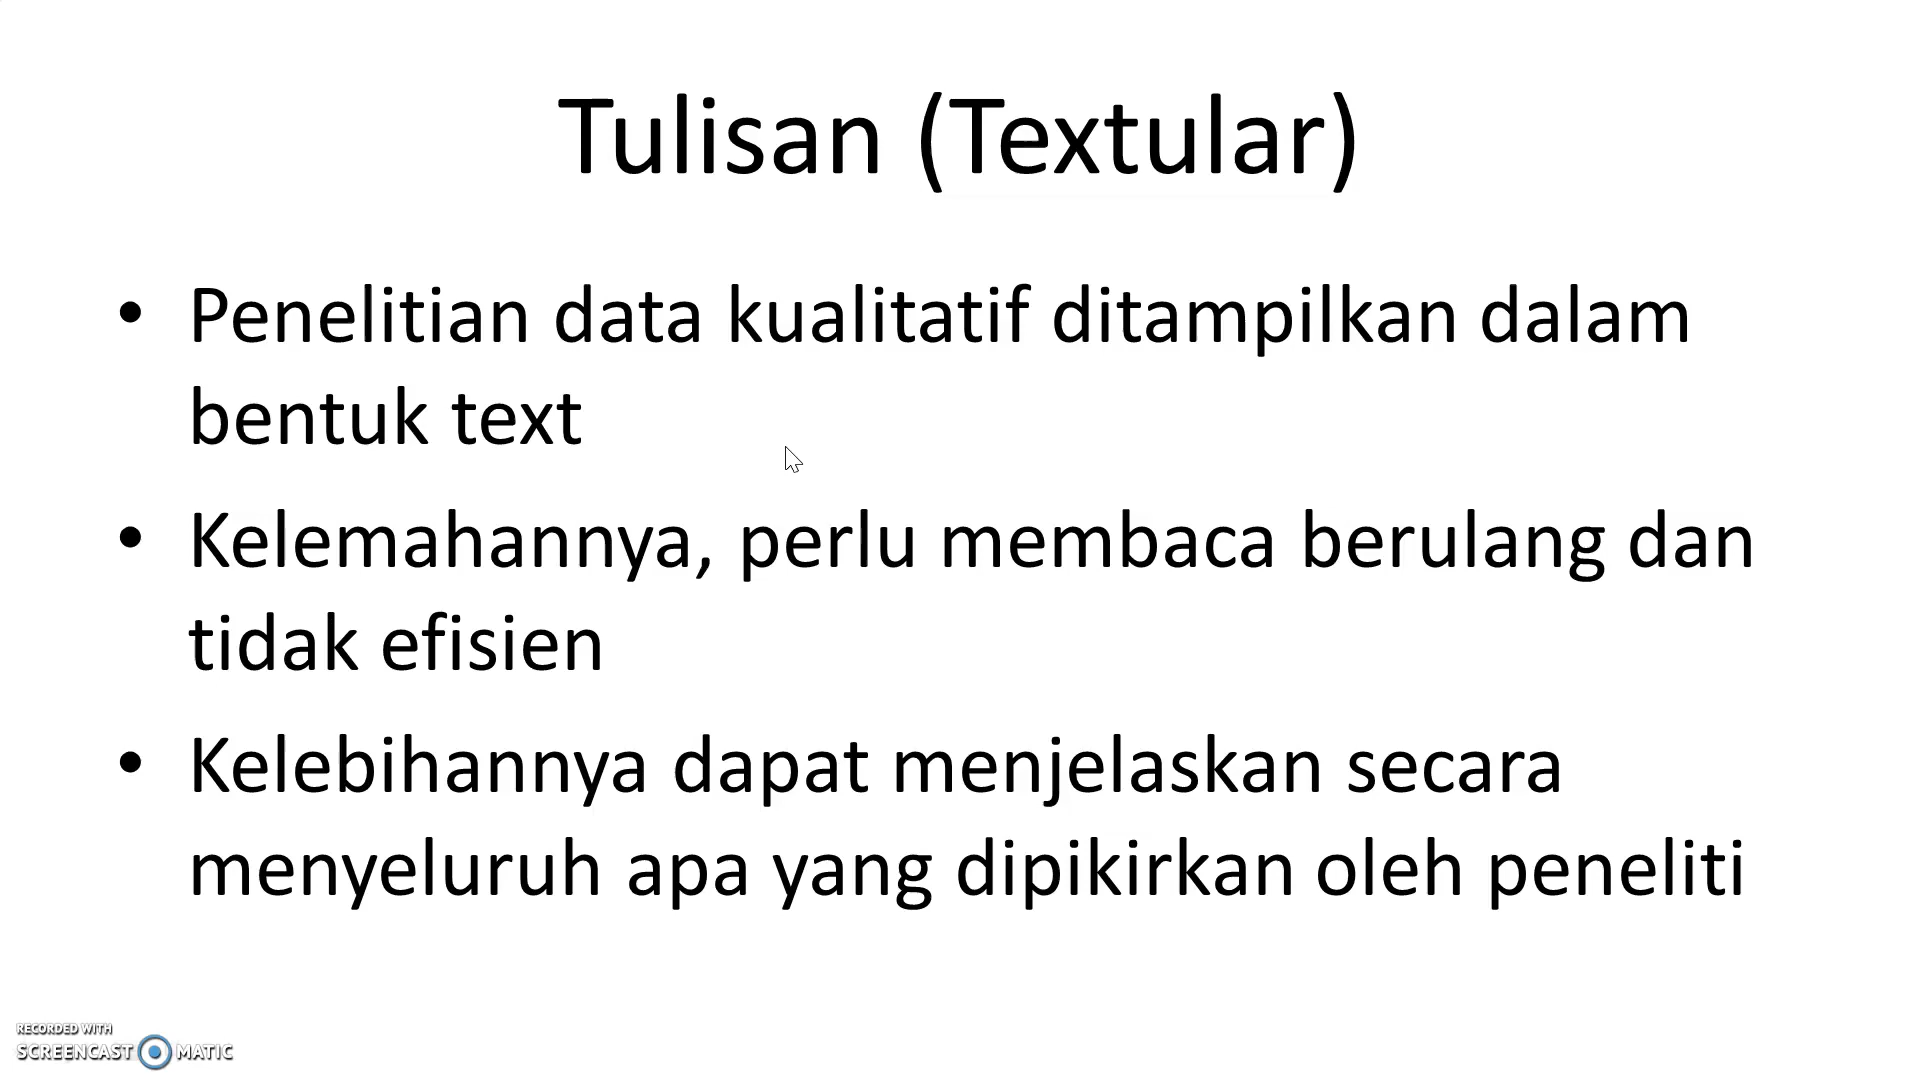 Tulisan (Textular)
• Penelitian data kualitatif ditampilkan dalam
bentuk text
• Kelemahannya, perlu membaca berulang dan
tidak efisien
• Kelebihannya dapat menjelaskan secara
menyeluruh apa yang dipikirkan oleh peneliti
RECORDED WITH
SCREENCAST MATIC